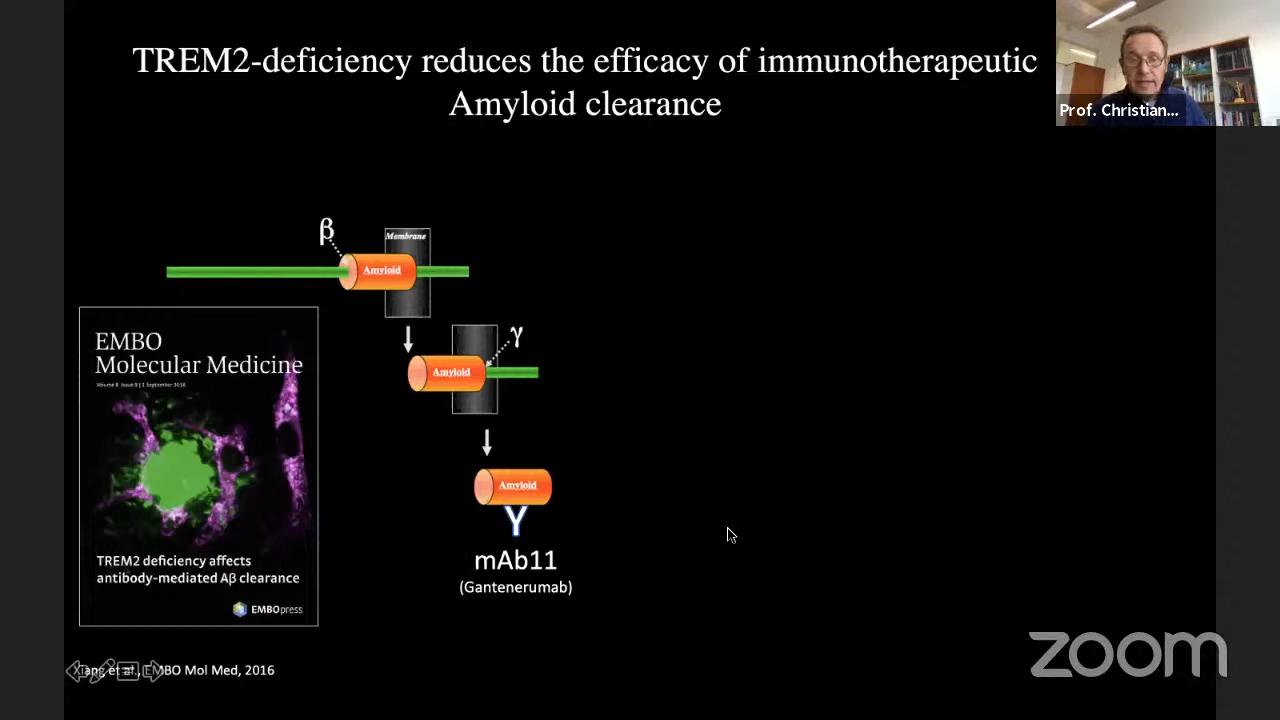 TREM2-deficiency reduces the efficacy of immunotherapeutic
Amyloid clearance
Prof. Christian...
β
Membrane
Amyloid
γ
Amyloid
EMBO
Molecular Medicine
Volume 8 Issue 9 | 1 September 2016
Amyloid
Y
mAb11
(Gantenerumab)
TREM2 deficiency affects
antibody-mediated Aβ clearance
EMBOpress
Xiang et al., EMBO Mol Med, 2016
zoom